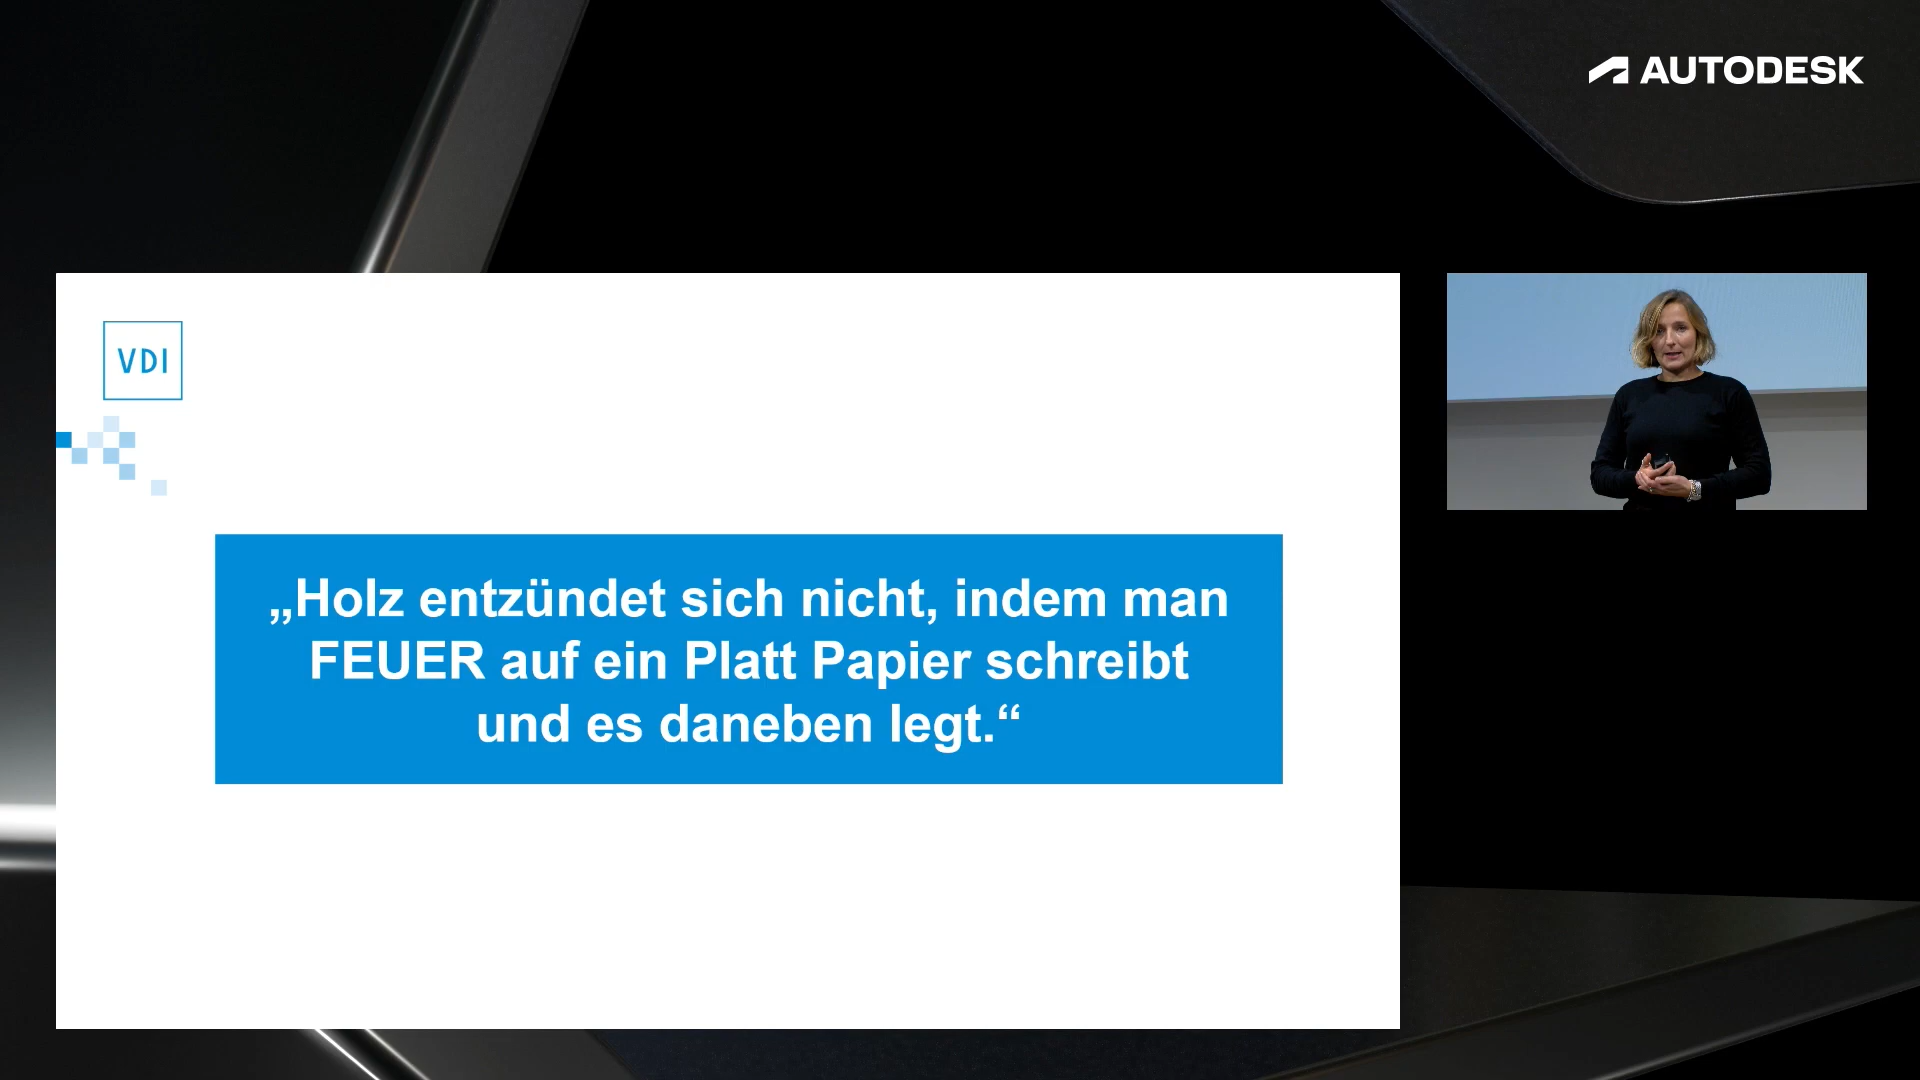 AUTODESK
VDI
„Holz entzündet sich nicht, indem man
FEUER auf ein Platt Papier schreibt
und es daneben legt.“